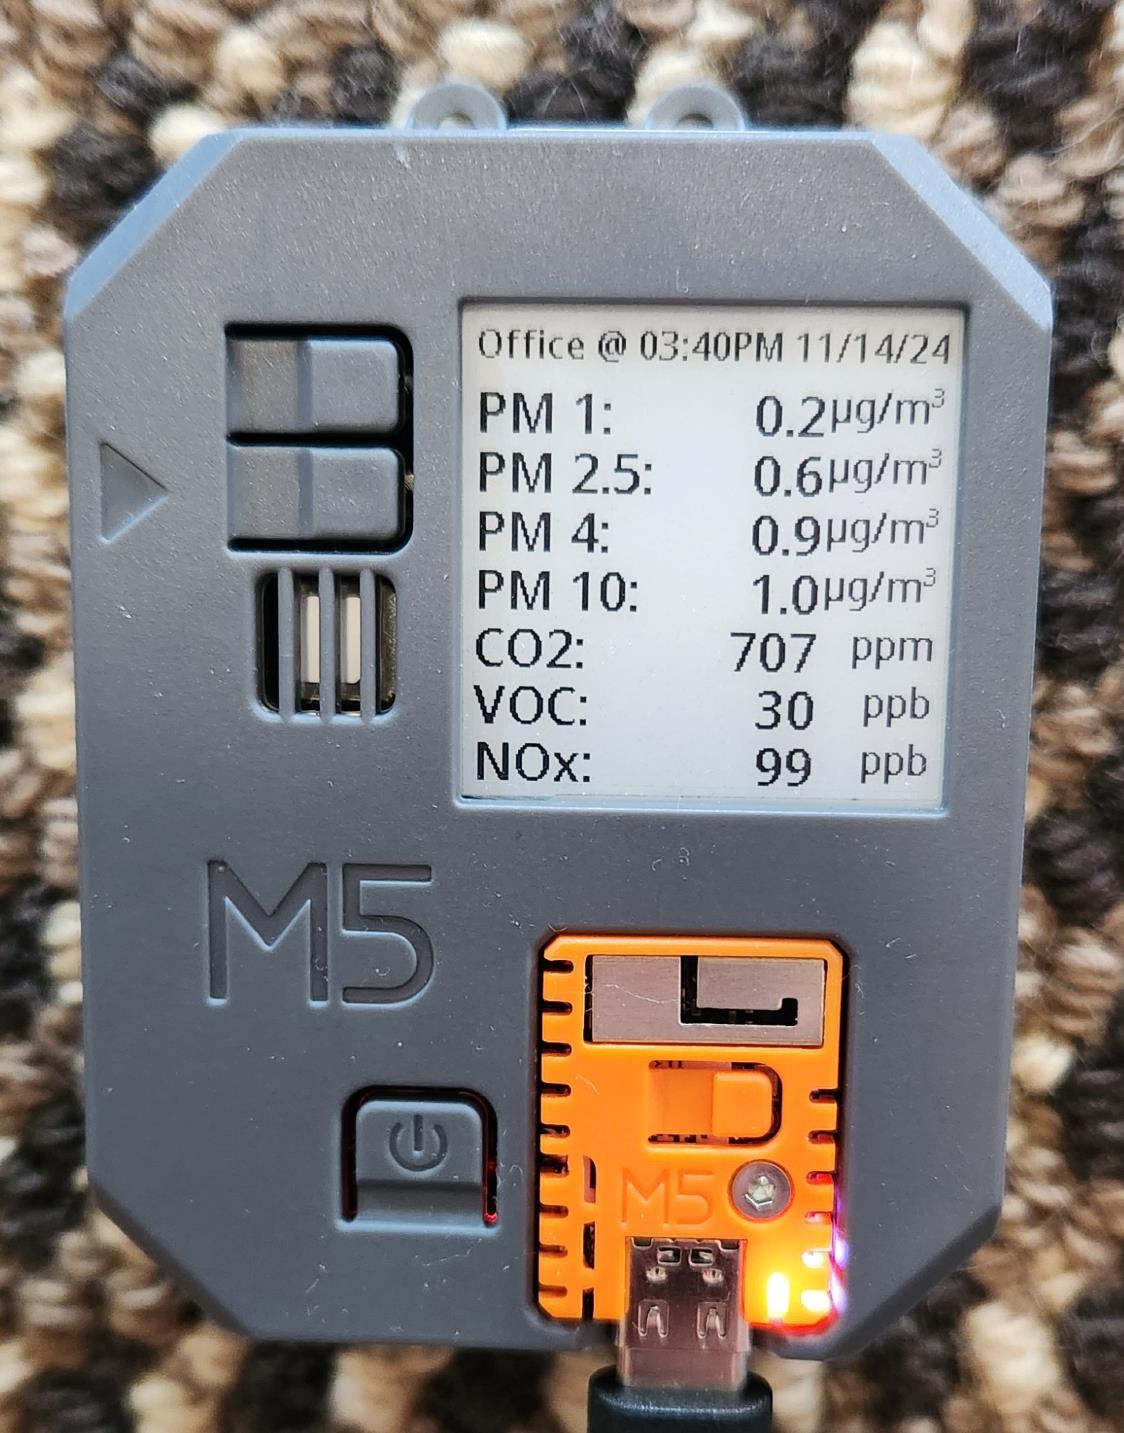 Office @ 03:40PM 11/14/24
PM 1: 0.2µg/m³
PM 2.5: 0.6µg/m³
PM 4: 0.9µg/m³
PM 10: 1.0µg/m³
CO2: 707 ppm
VOC: 30 ppb
NOx: 99 ppb
M5
M5